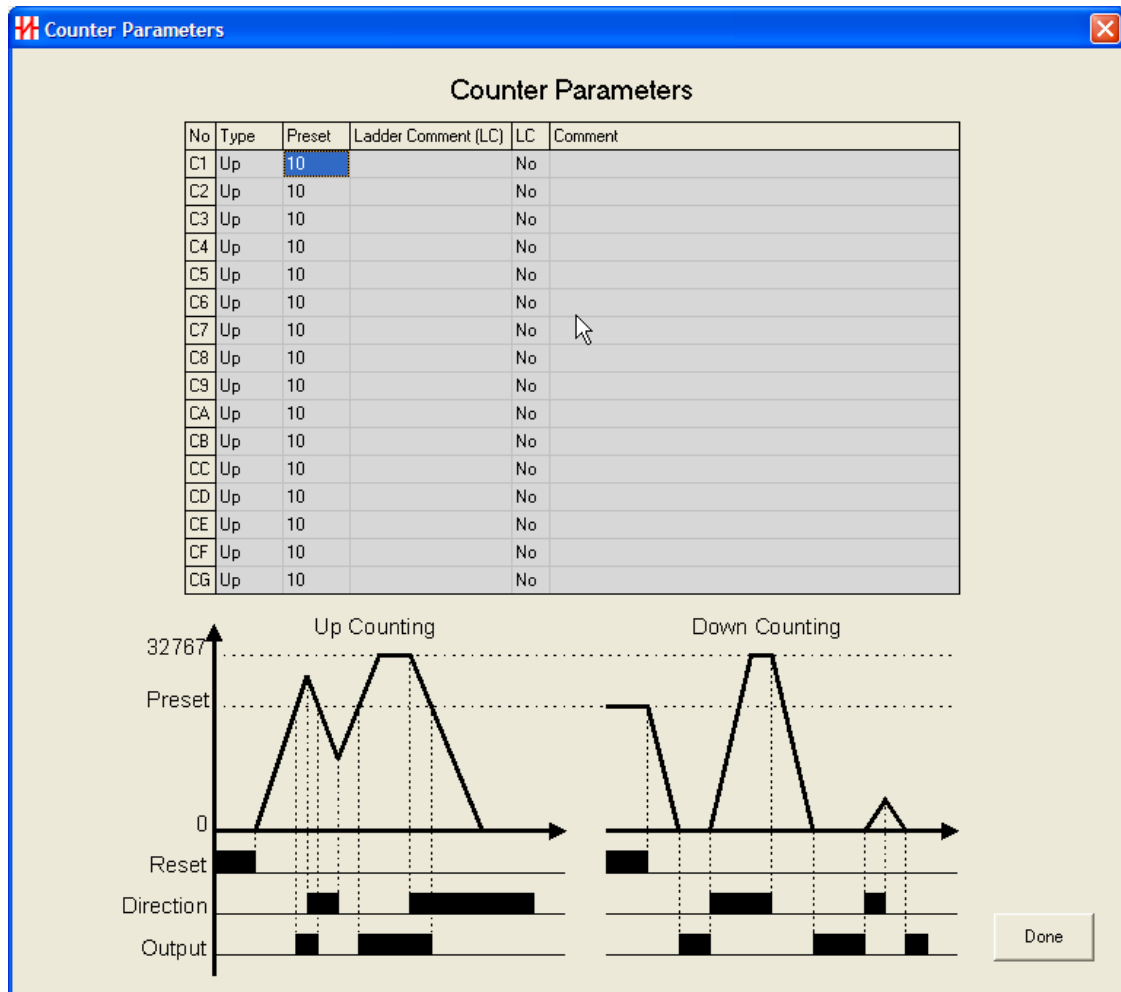 Counter Parameters
Counter Parameters
No Type Preset Ladder Comment (LC) LC Comment
C1 Up 10 No
C2 Up 10 No
C3 Up 10 No
C4 Up 10 No
C5 Up 10 No
C6 Up 10 No
C7 Up 10 No
C8 Up 10 No
C9 Up 10 No
CA Up 10 No
CB Up 10 No
CC Up 10 No
CD Up 10 No
CE Up 10 No
CF Up 10 No
CG Up 10 No
Up Counting Down Counting
32767
Preset
0
Reset
Direction
Output
Done